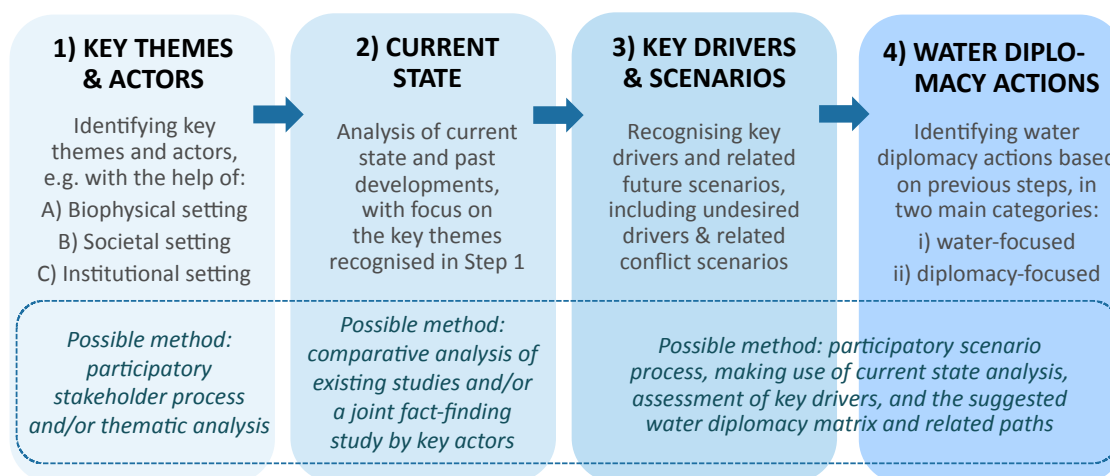 1) KEY THEMES
& ACTORS
Identifying key
themes and actors,
e.g. with the help of:
A) Biophysical setting
B) Societal setting
C) Institutional setting
Possible method:
participatory
stakeholder process
and/or thematic analysis
2) CURRENT
STATE
Analysis of current
state and past
developments,
with focus on
the key themes
recognised in Step 1
Possible method:
comparative analysis of
existing studies and/or
a joint fact-finding
study by key actors
3) KEY DRIVERS
& SCENARIOS
Recognising key
drivers and related
future scenarios,
including undesired
drivers & related
conflict scenarios
4) WATER DIPLO-
MACY ACTIONS
Identifying water
diplomacy actions based
on previous steps, in
two main categories:
i) water-focused
ii) diplomacy-focused
Possible method: participatory scenario
process, making use of current state analysis,
assessment of key drivers, and the suggested
water diplomacy matrix and related paths